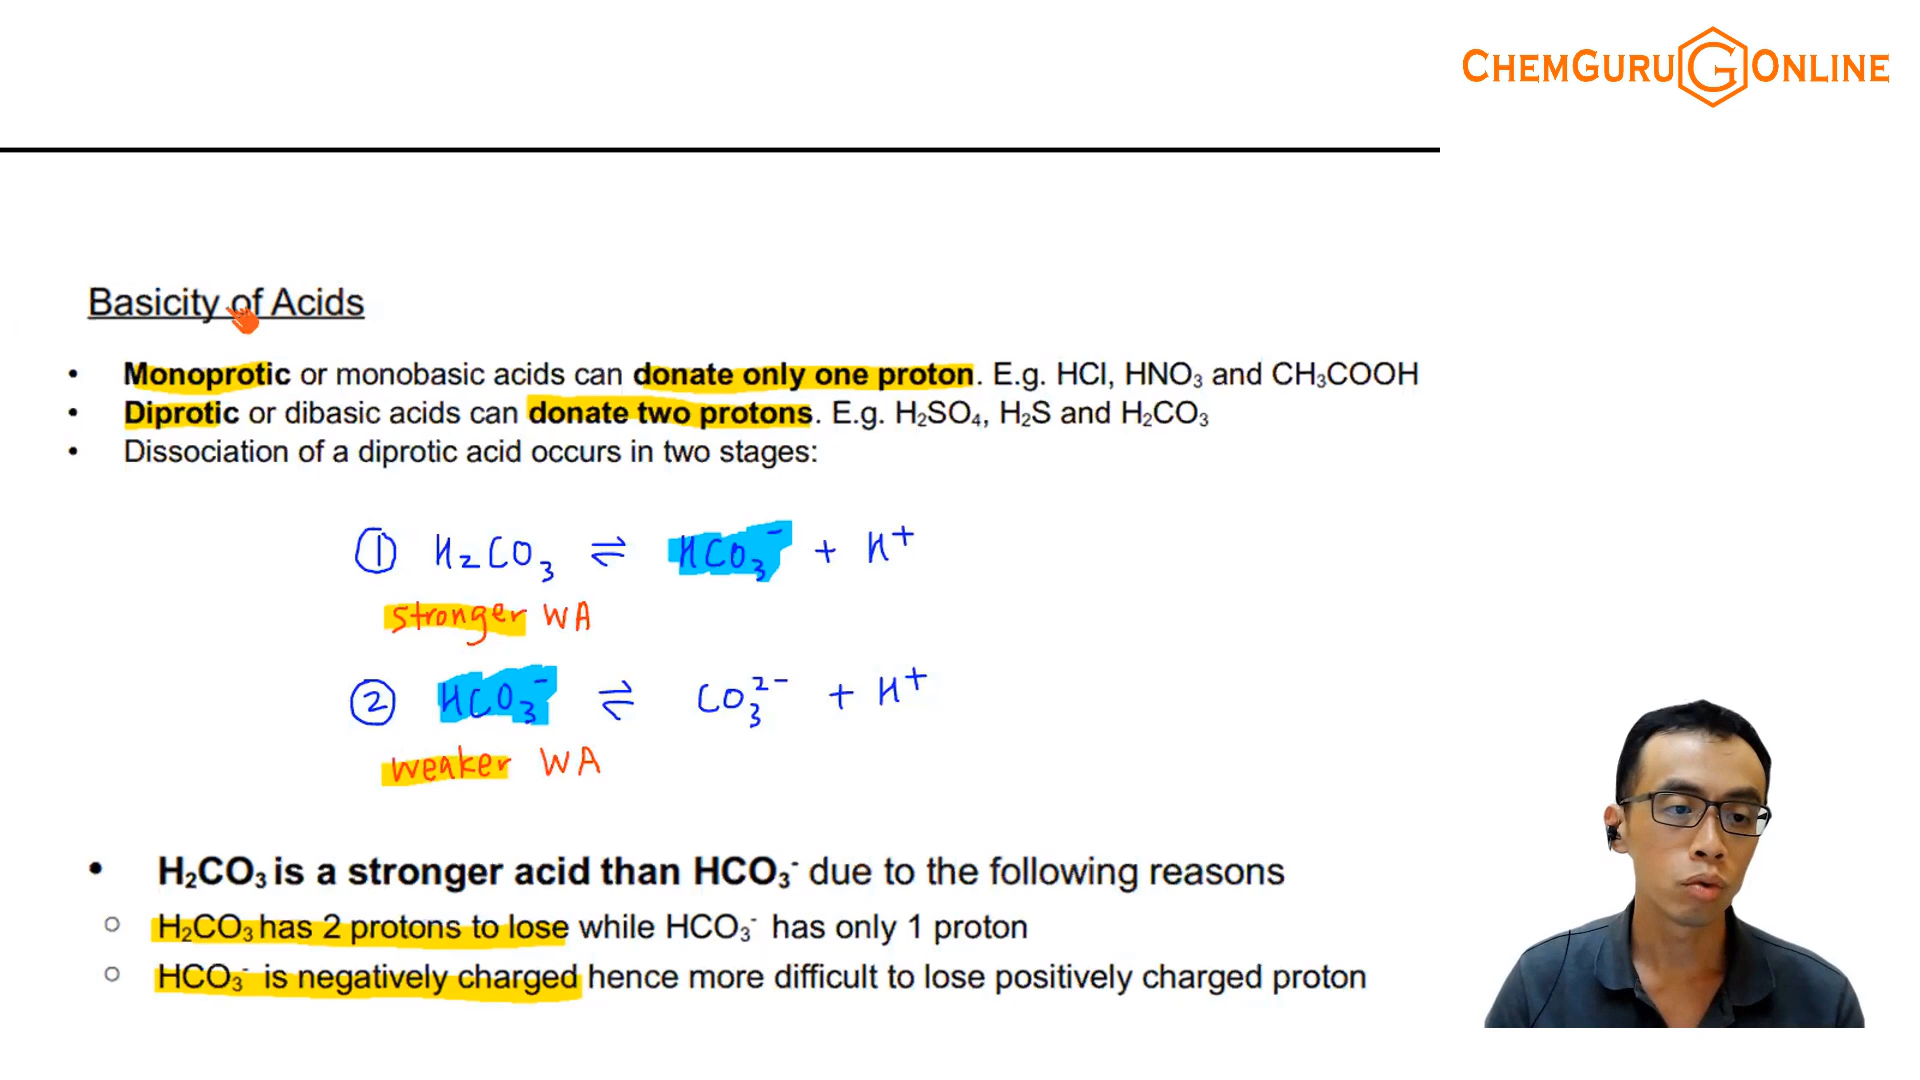 CHEMGURU G ONLINE
Basicity of Acids
• Monoprotic or monobasic acids can donate only one proton. E.g. HCl, HNO₃ and CH₃COOH
• Diprotic or dibasic acids can donate two protons. E.g. H₂SO₄, H₂S and H₂CO₃
• Dissociation of a diprotic acid occurs in two stages:
① H₂CO₃ ⇌ HCO₃⁻ + H⁺
stronger WA
② HCO₃⁻ ⇌ CO₃²⁻ + H⁺
weaker WA
• H₂CO₃ is a stronger acid than HCO₃⁻ due to the following reasons
○ H₂CO₃ has 2 protons to lose while HCO₃⁻ has only 1 proton
○ HCO₃⁻ is negatively charged hence more difficult to lose positively charged proton